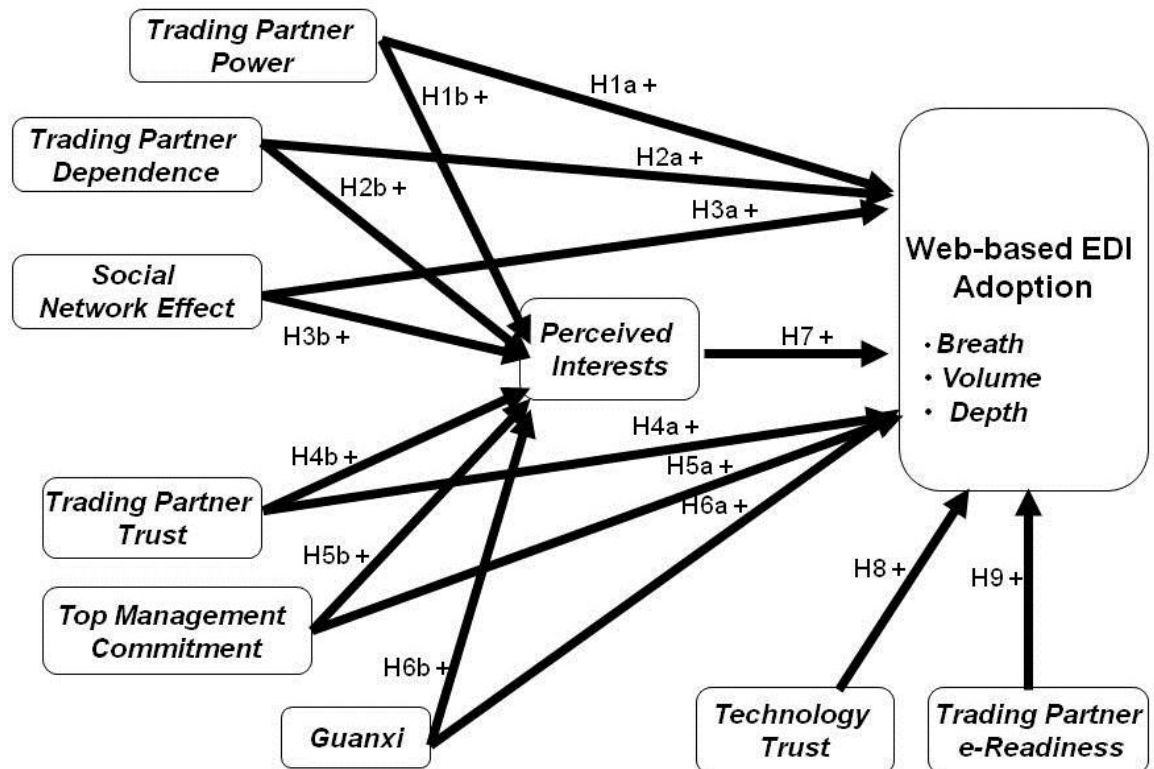 Trading Partner
Power
H1a +
H1b +
Trading Partner
Dependence
H2a +
H2b +
H3a +
Social
Network Effect
H3b +
Web-based EDI
Adoption
· Breath
· Volume
· Depth
Perceived
Interests
H7 +
H4a +
H4b +
H5a +
H6a +
Trading Partner
Trust
H5b +
H8 +
H9 +
Top Management
Commitment
H6b +
Guanxi
Technology
Trust
Trading Partner
e-Readiness